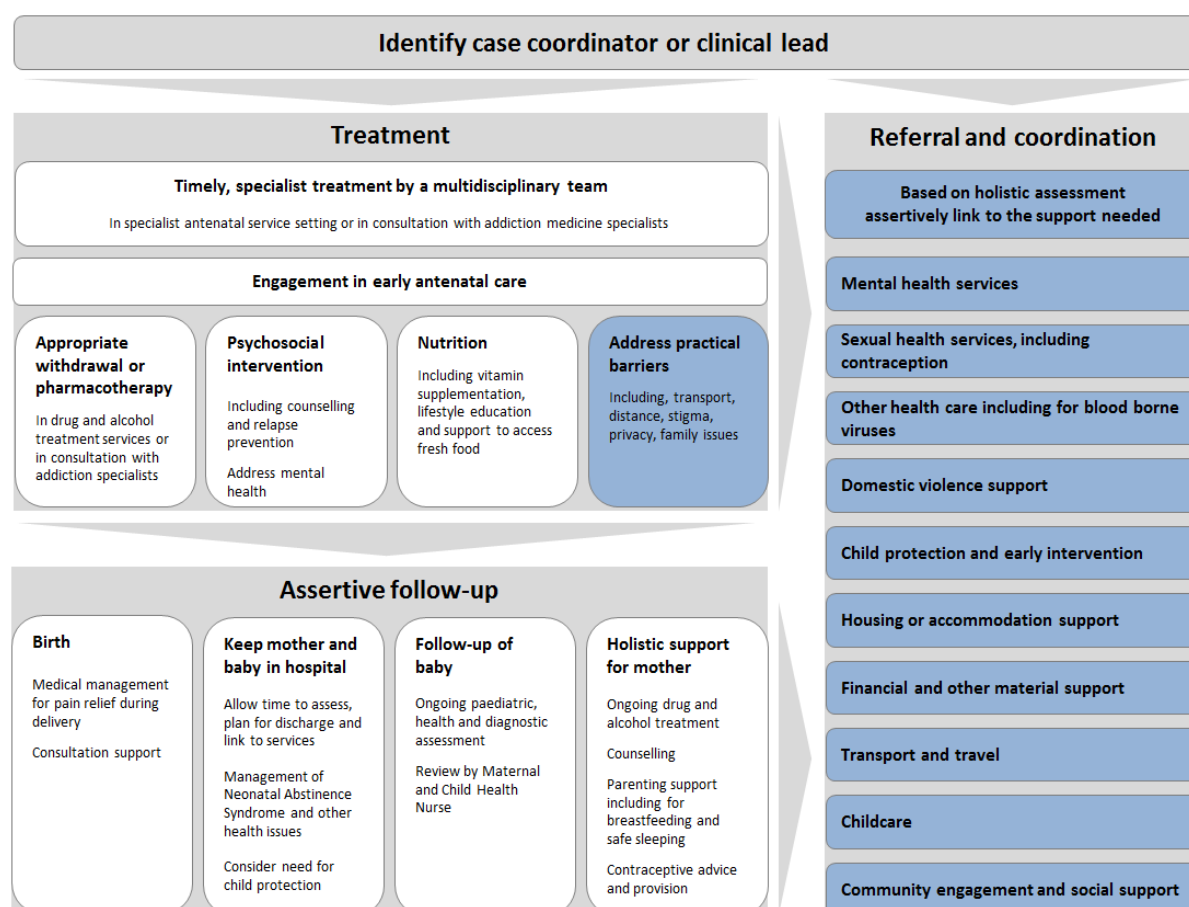 Identify case coordinator or clinical lead
Treatment
Timely, specialist treatment by a multidisciplinary team
In specialist antenatal service setting or in consultation with addiction medicine specialists
Engagement in early antenatal care
Appropriate
withdrawal or
pharmacotherapy
In drug and alcohol
treatment services or
in consultation with
addiction specialists
Psychosocial
intervention
Including counselling
and relapse
prevention
Address mental
health
Nutrition
Including vitamin
supplementation,
lifestyle education
and support to access
fresh food
Address practical
barriers
Including, transport,
distance, stigma,
privacy, family issues
Assertive follow-up
Birth
Medical management
for pain relief during
delivery
Consultation support
Keep mother and
baby in hospital
Allow time to assess,
plan for discharge and
link to services
Management of
Neonatal Abstinence
Syndrome and other
health issues
Consider need for
child protection
Follow-up of
baby
Ongoing paediatric,
health and diagnostic
assessment
Review by Maternal
and Child Health
Nurse
Holistic support
for mother
Ongoing drug and
alcohol treatment
Counselling
Parenting support
including for
breastfeeding and
safe sleeping
Contraceptive advice
and provision
Referral and coordination
Based on holistic assessment
assertively link to the support needed
Mental health services
Sexual health services, including
contraception
Other health care including for blood borne
viruses
Domestic violence support
Child protection and early intervention
Housing or accommodation support
Financial and other material support
Transport and travel
Childcare
Community engagement and social support